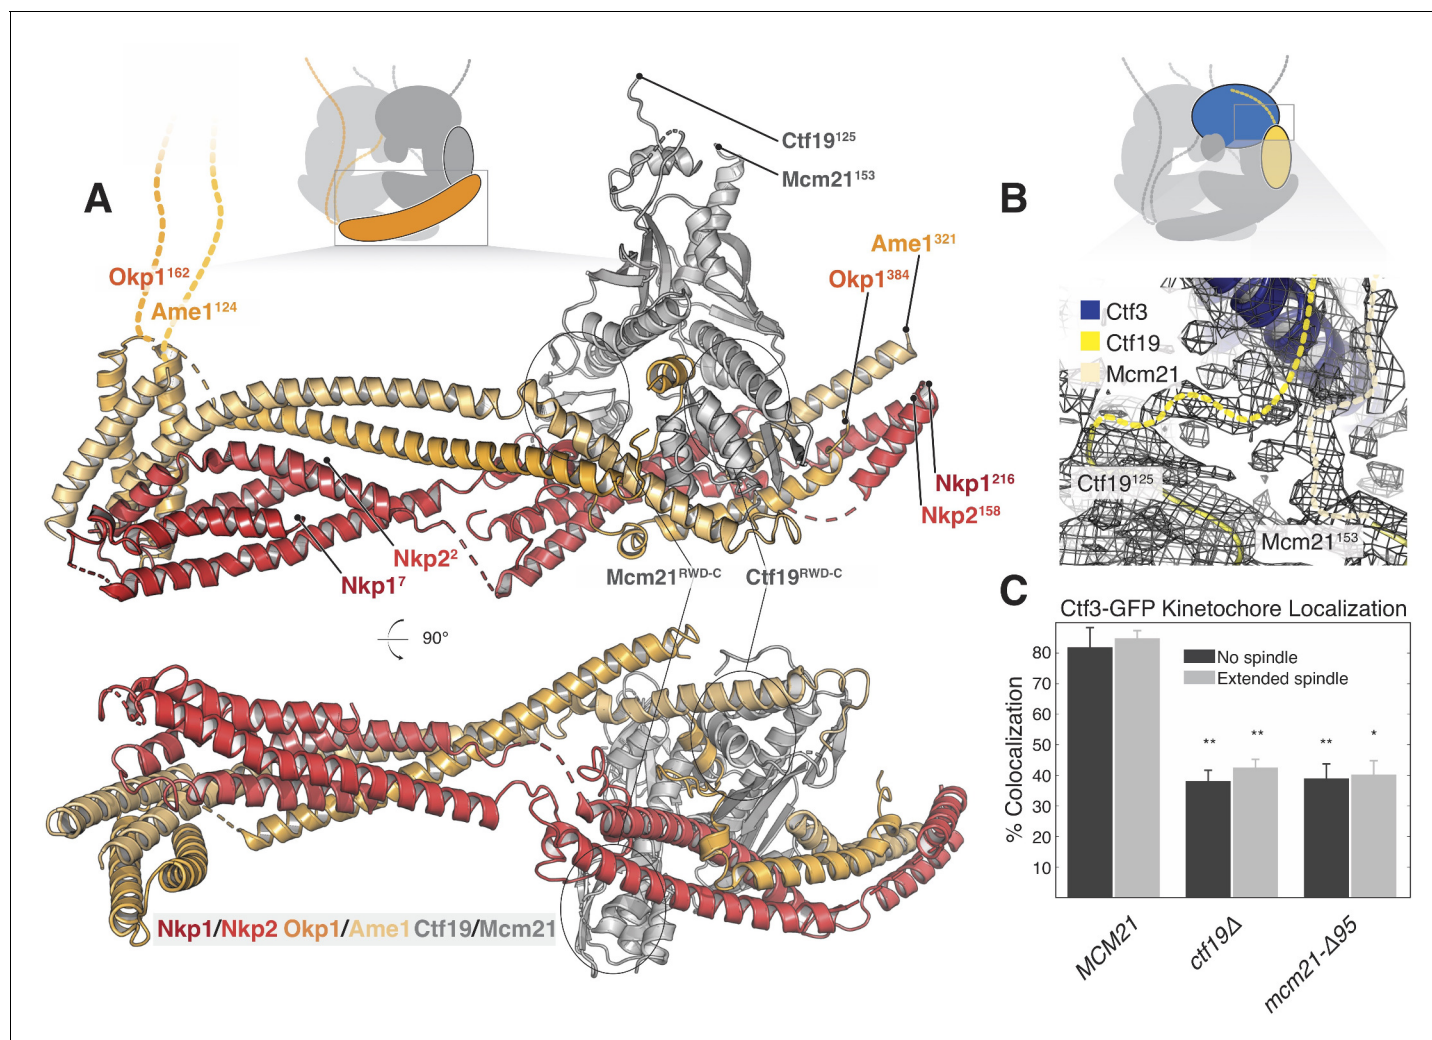 A
Okp1¹⁶²
Ame1¹²⁴
Ctf19¹²⁵
Mcm21¹⁵³
Ame1³²¹
Okp1³⁸⁴
Nkp1²¹⁶
Nkp2¹⁵⁸
Nkp2²
Nkp1⁷
Mcm21ᴿᵂᴰ⁻ᶜ Ctf19ᴿᵂᴰ⁻ᶜ
90°
Nkp1/Nkp2 Okp1/Ame1 Ctf19/Mcm21
B
Ctf3
Ctf19
Mcm21
Ctf19¹²⁵
Mcm21¹⁵³
C
Ctf3-GFP Kinetochore Localization
No spindle
Extended spindle
% Colocalization
80
70
60
50
40
30
20
10
** ** ** *
MCM21
ctf19Δ
mcm21-Δ95